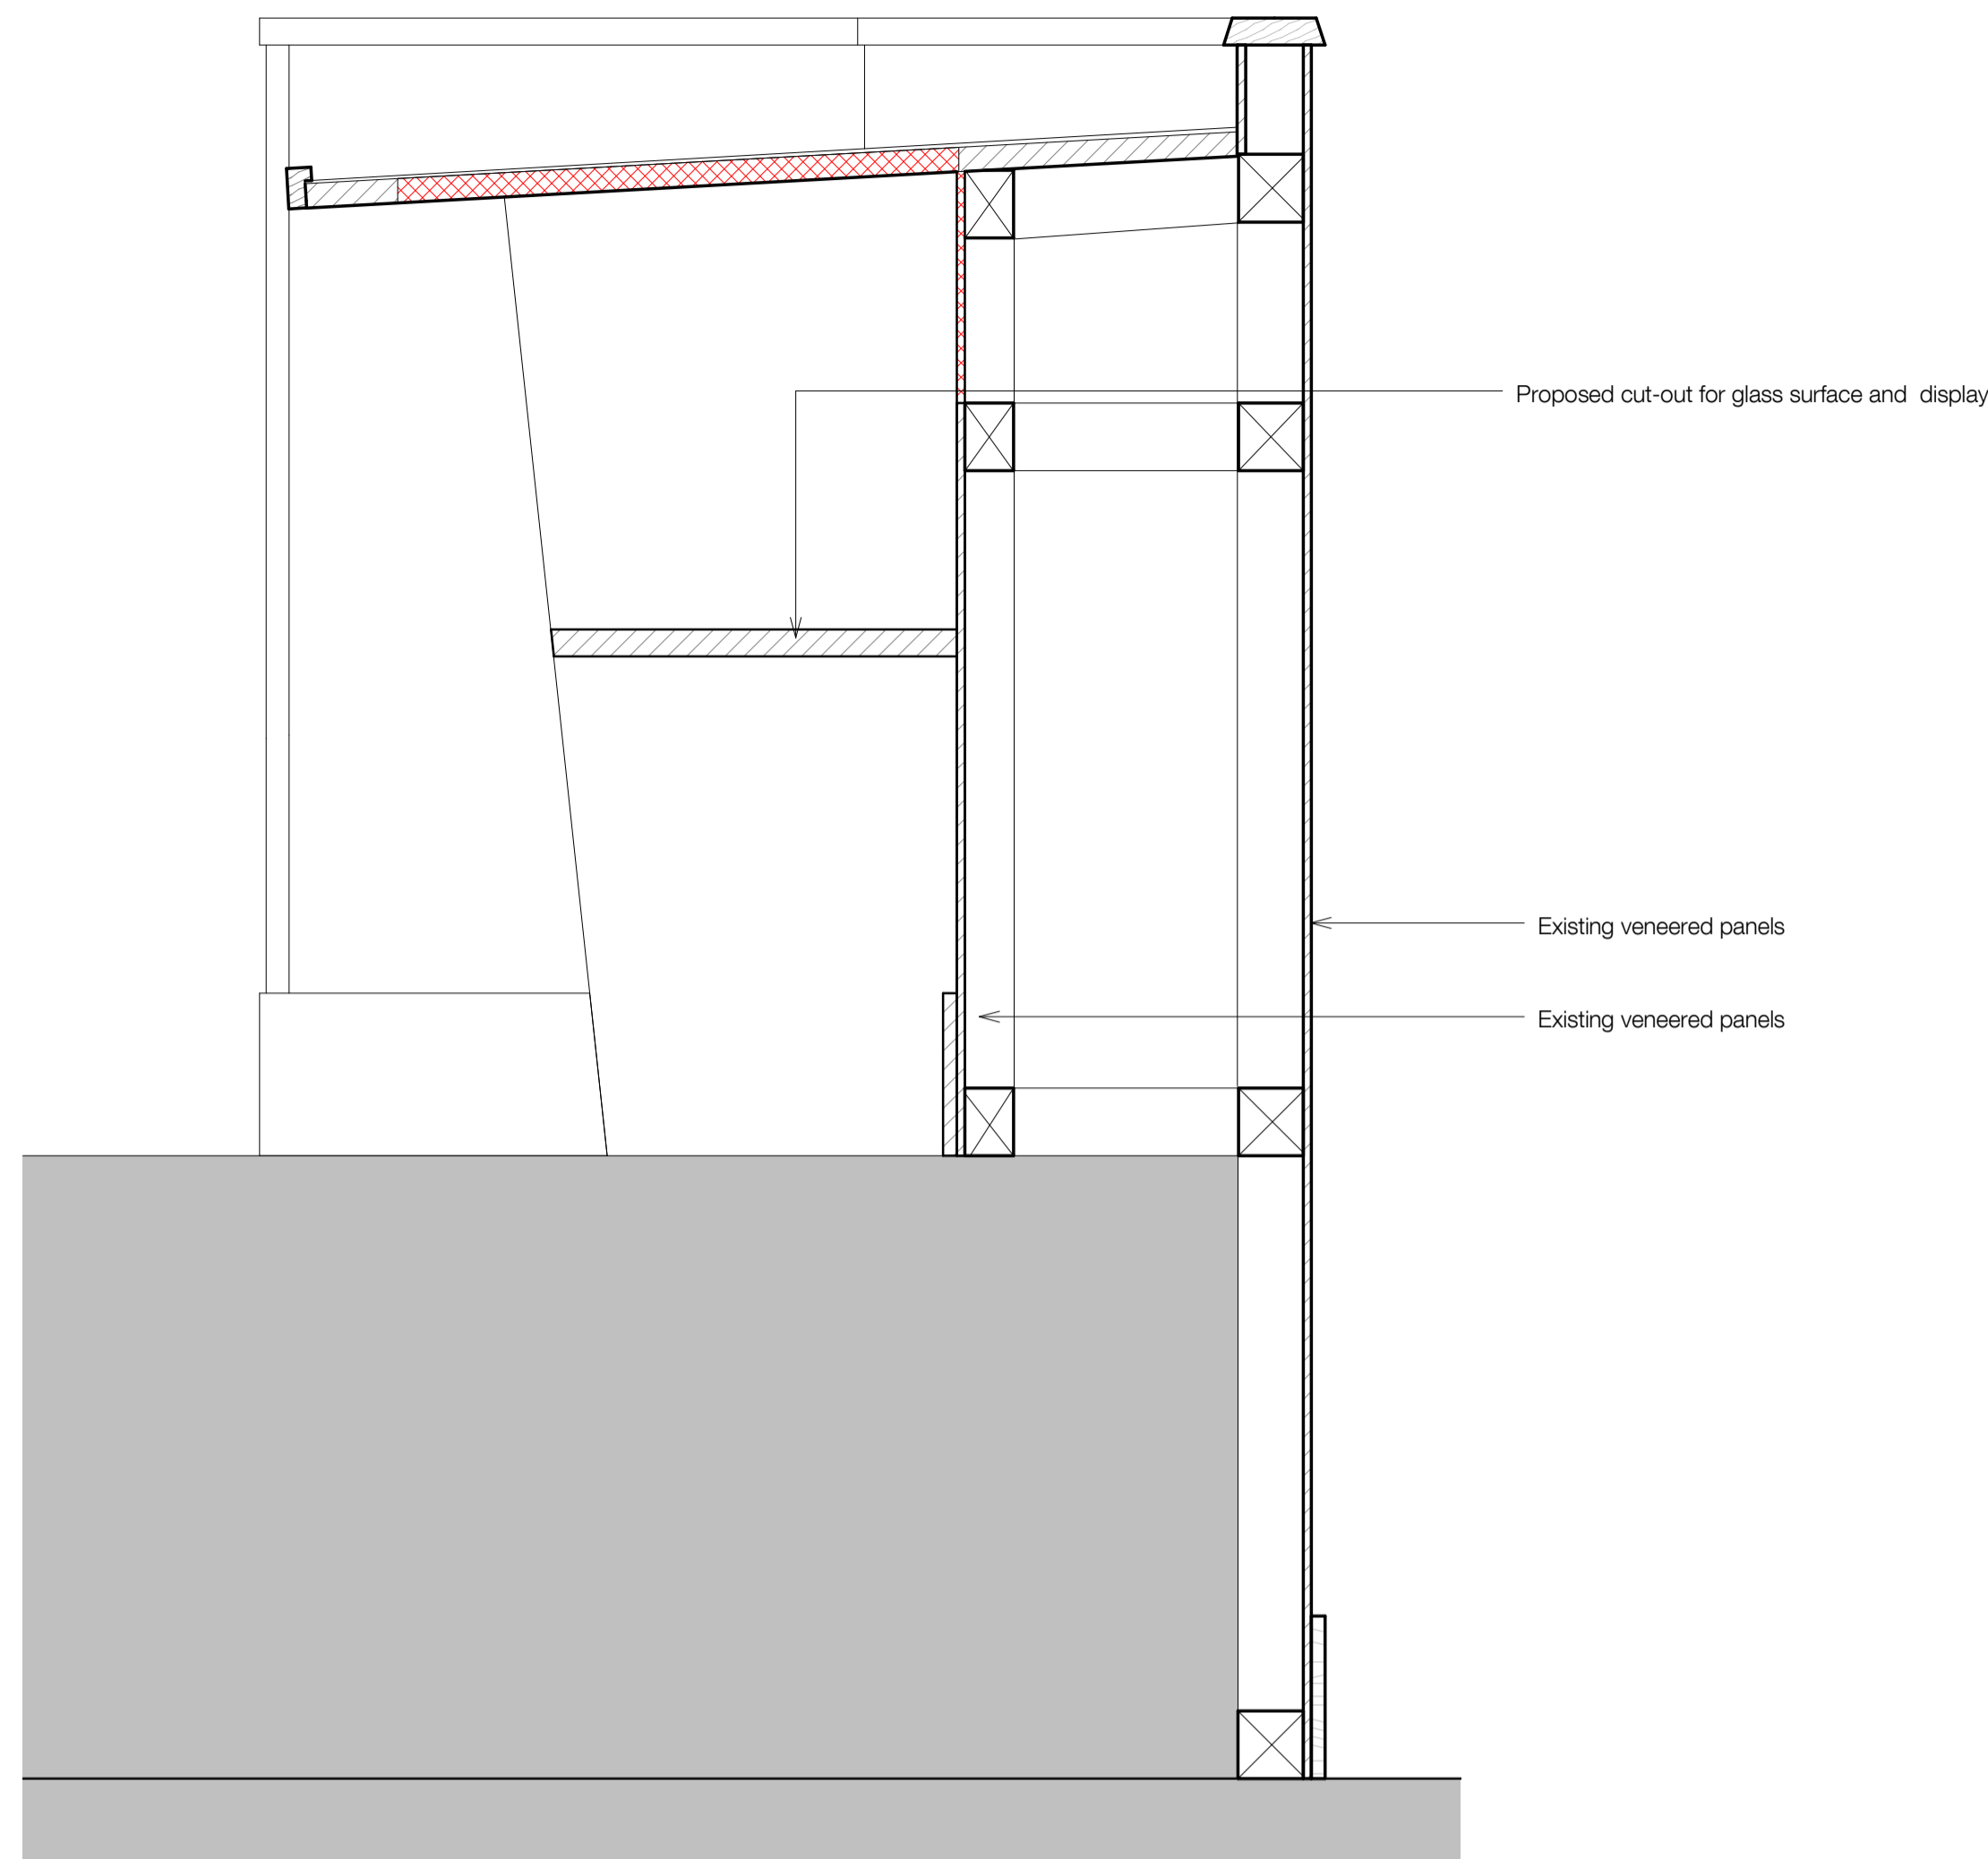 Proposed cut-out for glass surface and display
Existing veneered panels
Existing veneered panels